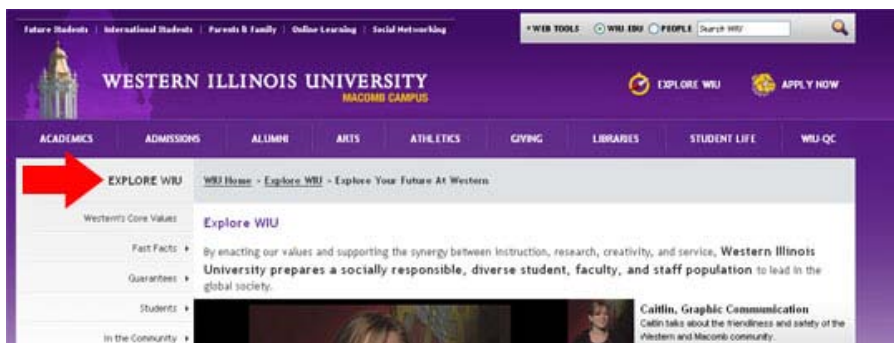 Future Students | International Students | Parents & Family | Online Learning | Social Networking
WEB TOOLS WIU.EDU PEOPLE Search WIU
WESTERN ILLINOIS UNIVERSITY
MACOMB CAMPUS
EXPLORE WIU APPLY NOW
ACADEMICS ADMISSIONS ALUMNI ARTS ATHLETICS GIVING LIBRARIES STUDENT LIFE WIU-QC
EXPLORE WIU
WIU Home - Explore WIU - Explore Your Future At Western
Western's Core Values
Fast Facts
Guarantees
Students
In the Community
Explore WIU
By enacting our values and supporting the synergy between instruction, research, creativity, and service, Western Illinois
University prepares a socially responsible, diverse student, faculty, and staff population to lead in the
global society.
Caitlin, Graphic Communication
Caitlin talks about the friendliness and safety of the
Western and Macomb community.